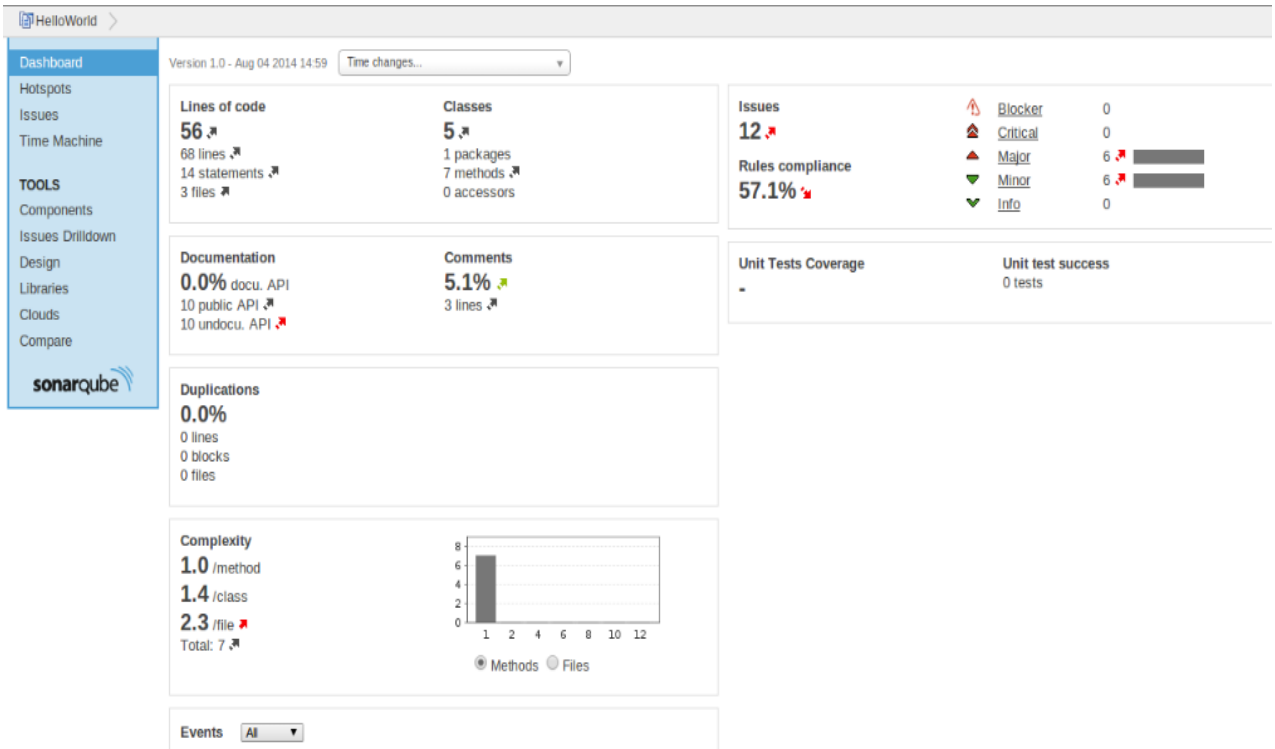 HelloWorld
Dashboard
Hotspots
Issues
Time Machine
TOOLS
Components
Issues Drilldown
Design
Libraries
Clouds
Compare
sonarqube
Version 1.0 - Aug 04 2014 14:59
Time changes...
Lines of code
56
68 lines
14 statements
3 files
Classes
5
1 packages
7 methods
0 accessors
Documentation
0.0% docu. API
10 public API
10 undocu. API
Comments
5.1%
3 lines
Duplications
0.0%
0 lines
0 blocks
0 files
Complexity
1.0 /method
1.4 /class
2.3 /file
Total: 7
8
6
4
2
0
1 2 4 6 8 10 12
Methods Files
Events All
Issues
12
Rules compliance
57.1%
Blocker 0
Critical 0
Major 6
Minor 6
Info 0
Unit Tests Coverage
-
Unit test success
0 tests